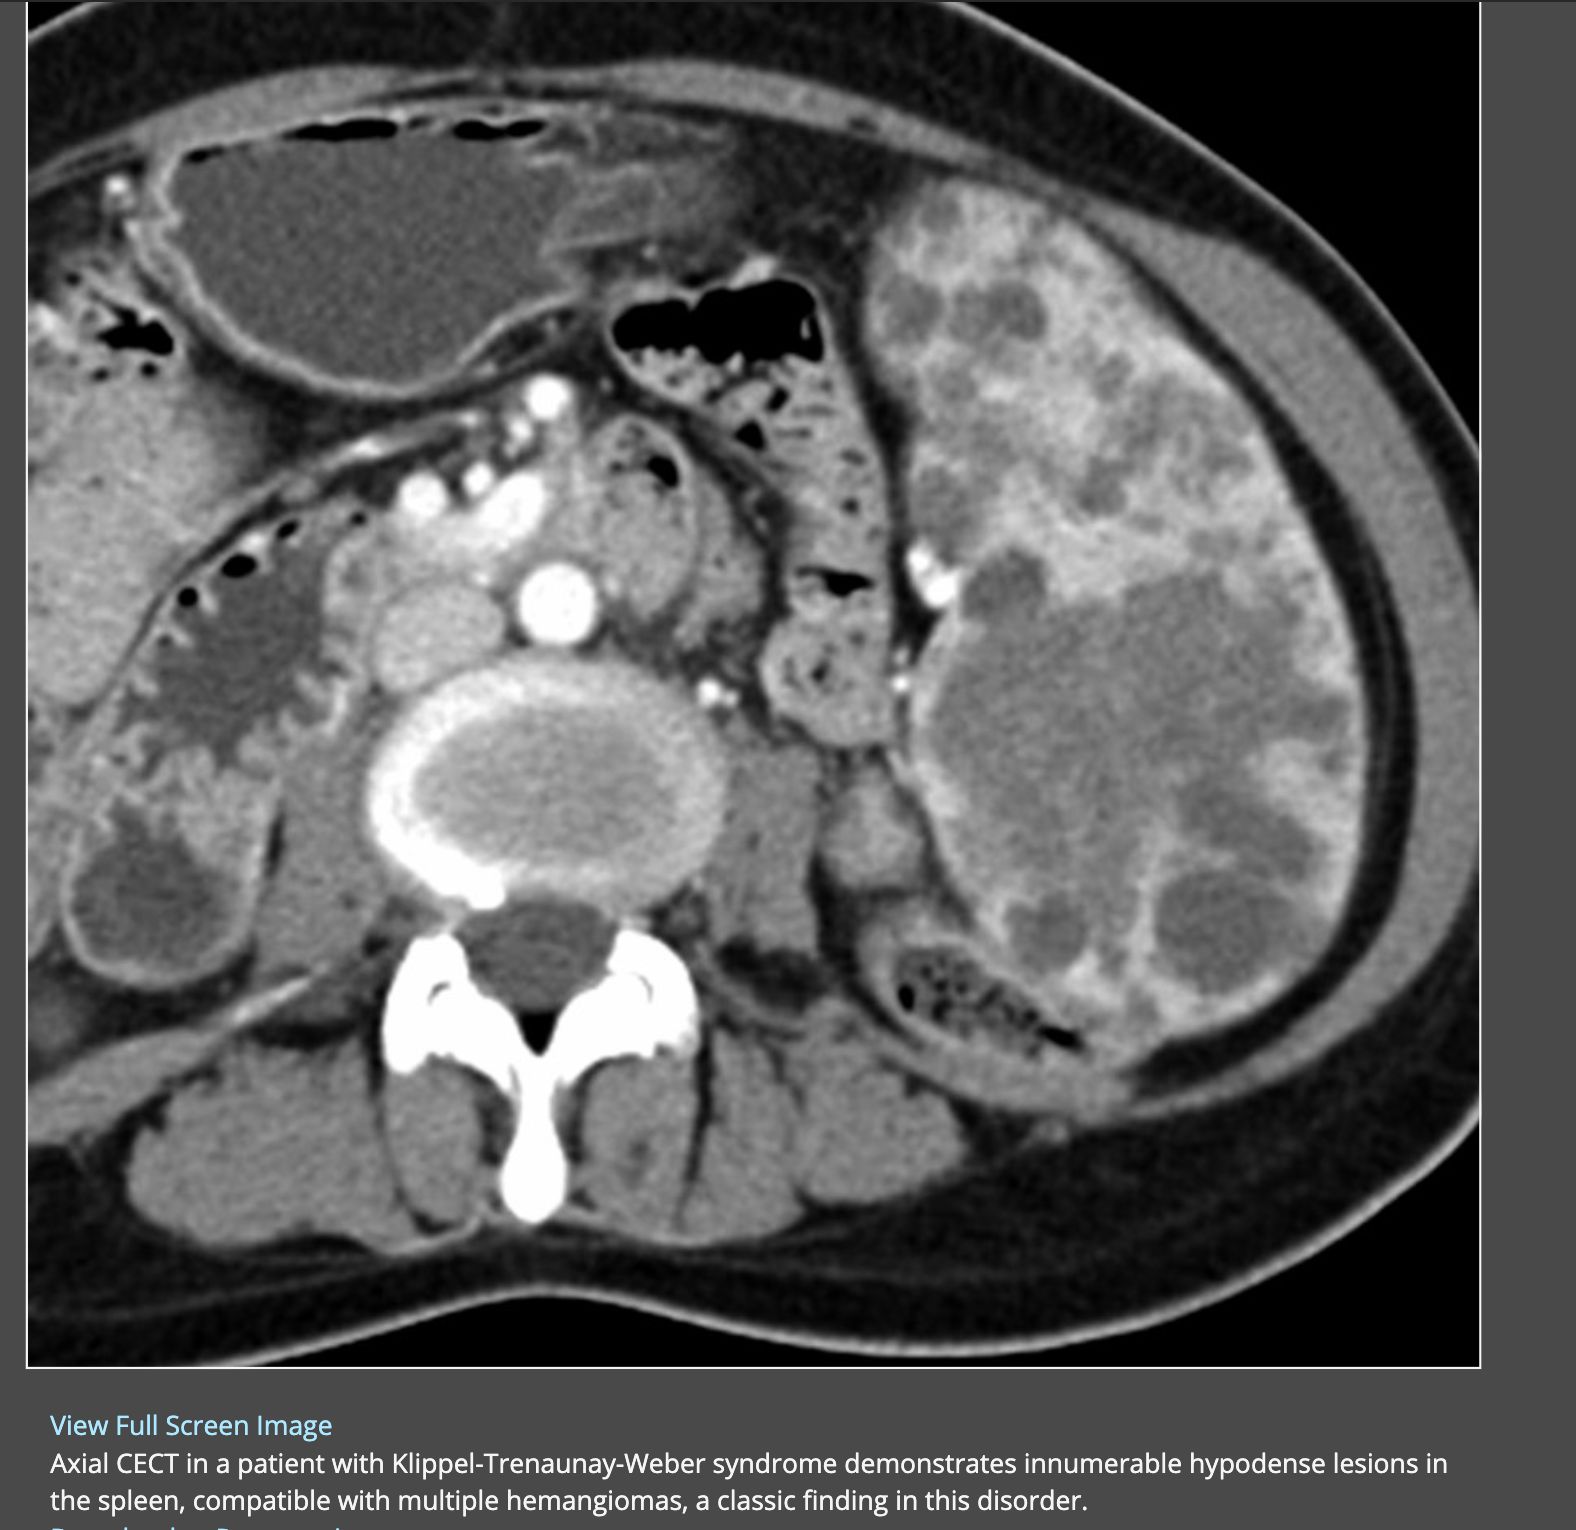 View Full Screen Image
Axial CECT in a patient with Klippel-Trenaunay-Weber syndrome demonstrates innumerable hypodense lesions in
the spleen, compatible with multiple hemangiomas, a classic finding in this disorder.